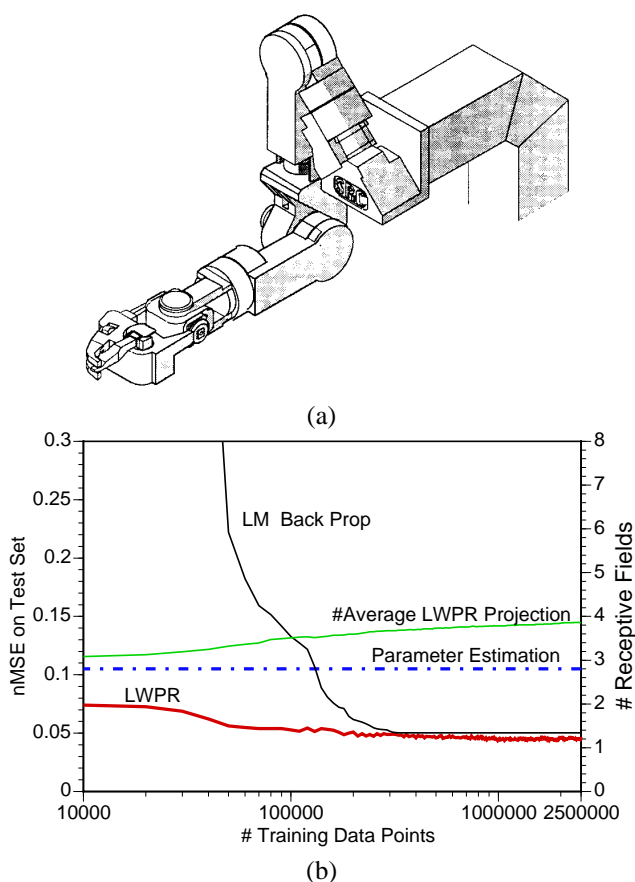 SRC
(a)
0.3
0.25
0.2
0.15
0.1
0.05
0
nMSE on Test Set
8
7
6
5
4
3
2
1
0
# Receptive Fields
LM Back Prop
#Average LWPR Projection
Parameter Estimation
LWPR
10000
100000
1000000
2500000
# Training Data Points
(b)